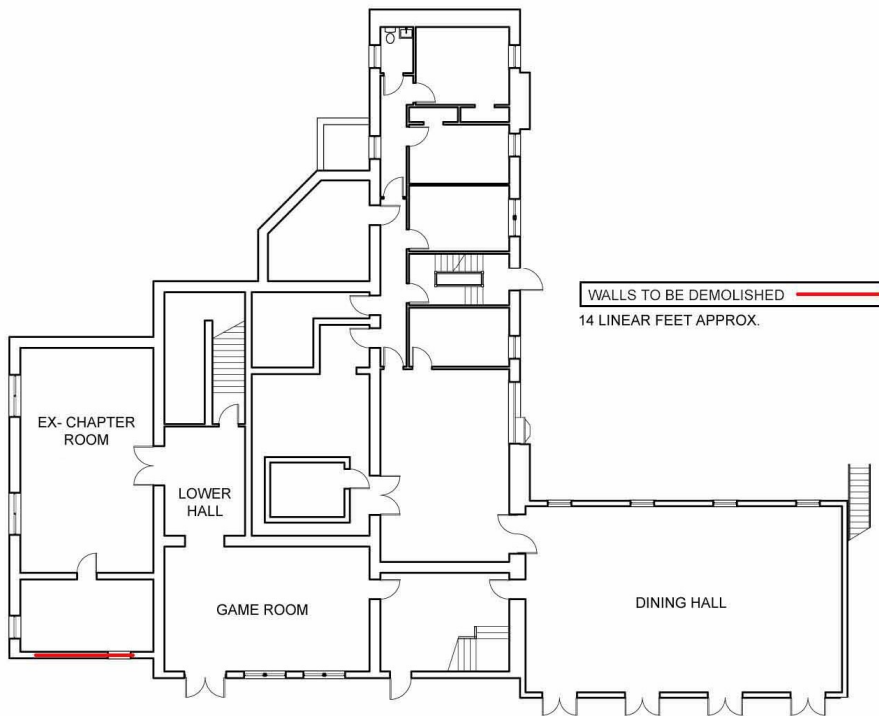 WALLS TO BE DEMOLISHED
14 LINEAR FEET APPROX.
EX- CHAPTER
ROOM
LOWER
HALL
GAME ROOM
DINING HALL